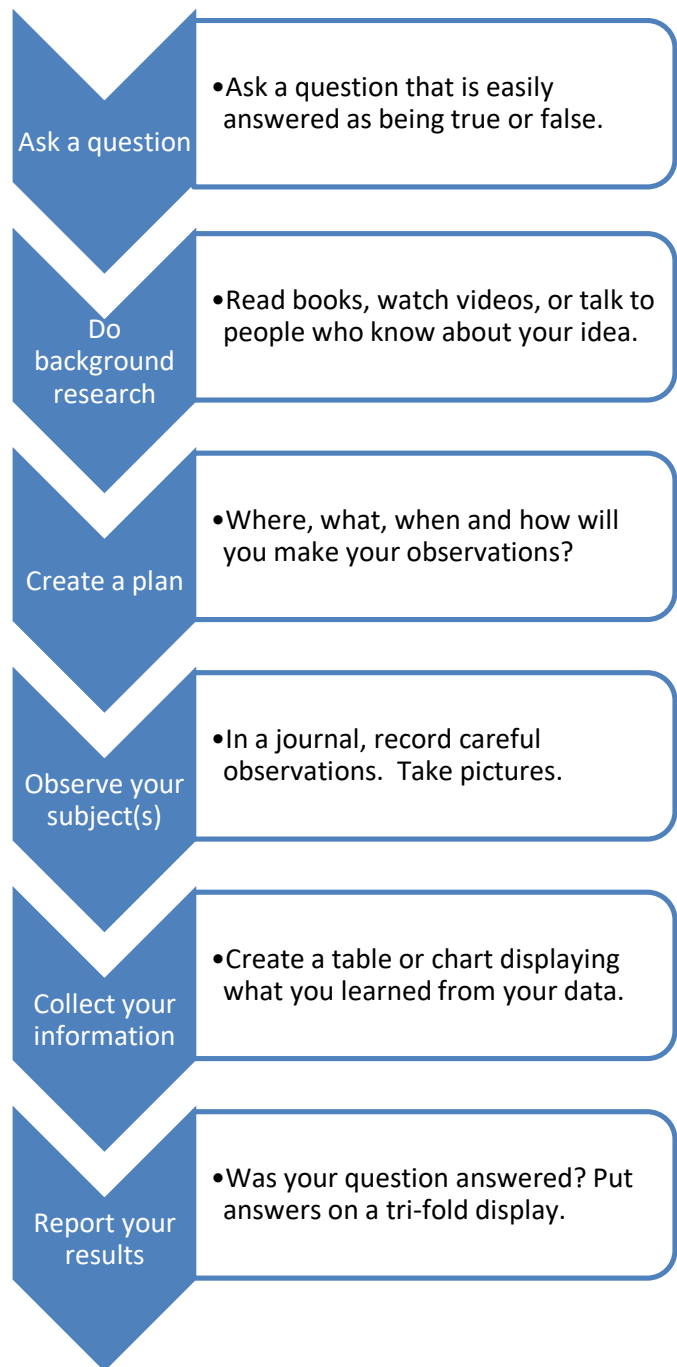 Ask a question
•Ask a question that is easily
answered as being true or false.
Do
background
research
•Read books, watch videos, or talk to
people who know about your idea.
Create a plan
•Where, what, when and how will
you make your observations?
Observe your
subject(s)
•In a journal, record careful
observations.  Take pictures.
Collect your
information
•Create a table or chart displaying
what you learned from your data.
Report your
results
•Was your question answered? Put
answers on a tri-fold display.